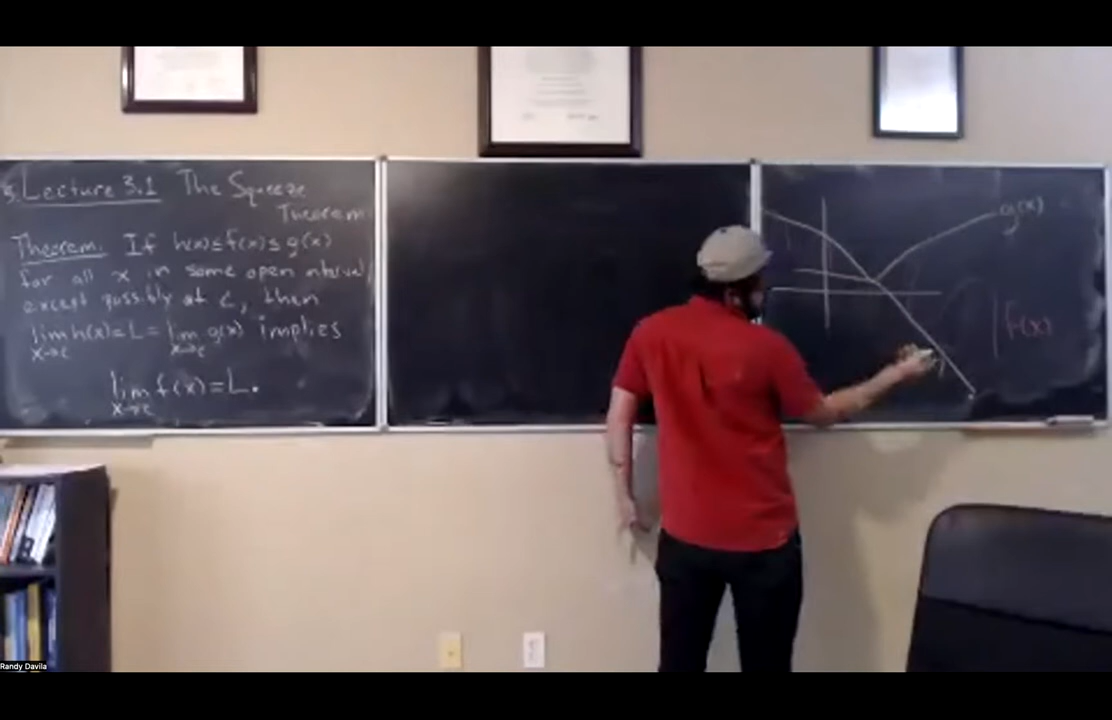 Lecture 3.1 The Squeeze
Theorem
Theorem. If h(x) ≤ f(x) ≤ g(x)
for all x in some open interval,
except possibly at c, then
lim h(x) = L = lim g(x) implies
x→c x→c
lim f(x) = L.
x→c
g(x)
f(x)
Randy Davila